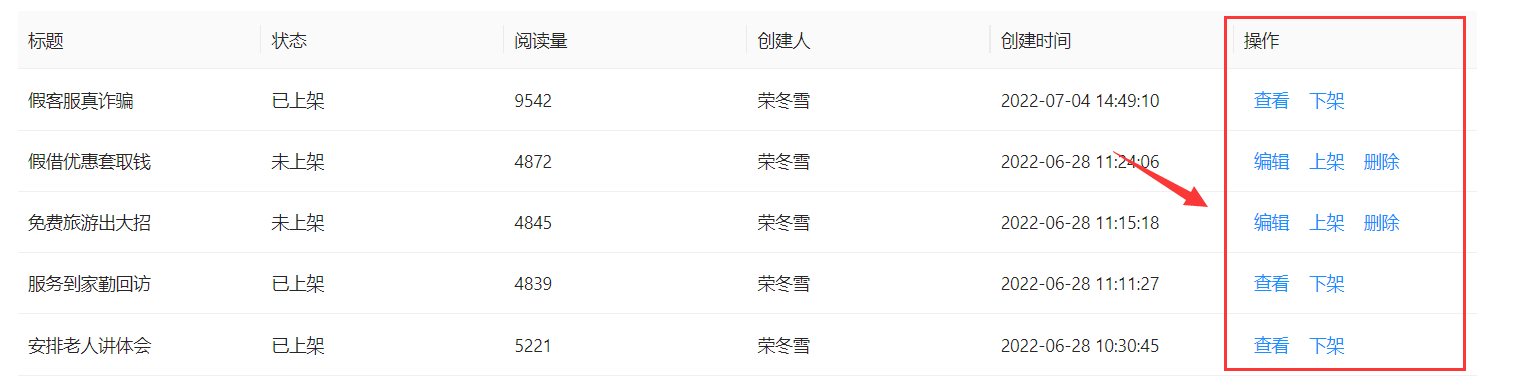 标题 状态 阅读量 创建人 创建时间 操作
假客服真诈骗 已上架 9542 荣冬雪 2022-07-04 14:49:10 查看 下架
假借优惠套取钱 未上架 4872 荣冬雪 2022-06-28 11:24:06 编辑 上架 删除
免费旅游出大招 未上架 4845 荣冬雪 2022-06-28 11:15:18 编辑 上架 删除
服务到家勤回访 已上架 4839 荣冬雪 2022-06-28 11:11:27 查看 下架
安排老人讲体会 已上架 5221 荣冬雪 2022-06-28 10:30:45 查看 下架